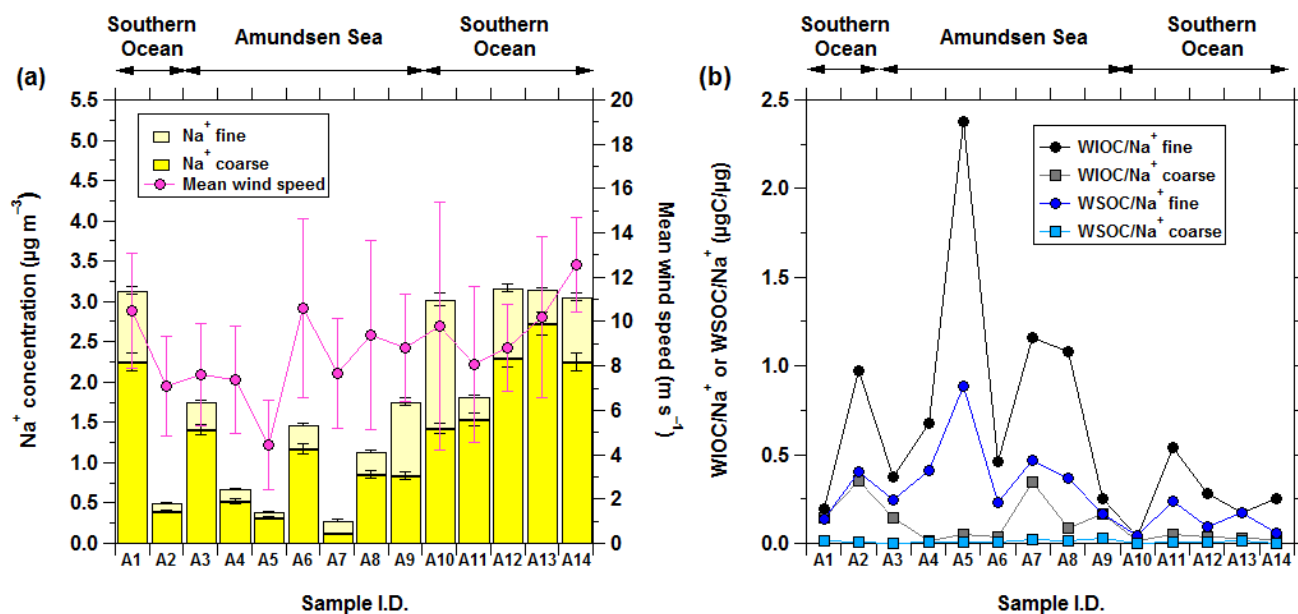 Southern
Ocean
Amundsen Sea
Southern
Ocean
(a)
5.5
5.0
4.5
4.0
3.5
3.0
2.5
2.0
1.5
1.0
0.5
0.0
Na⁺ concentration (µg m⁻³)
Na⁺ fine
Na⁺ coarse
Mean wind speed
20
18
16
14
12
10
8
6
4
2
0
Mean wind speed (m s⁻¹)
A1 A2 A3 A4 A5 A6 A7 A8 A9 A10 A11 A12 A13 A14
Sample I.D.
Southern
Ocean
Amundsen Sea
Southern
Ocean
(b)
2.5
2.0
1.5
1.0
0.5
0.0
WIOC/Na⁺ or WSOC/Na⁺ (µgC/µg)
WIOC/Na⁺ fine
WIOC/Na⁺ coarse
WSOC/Na⁺ fine
WSOC/Na⁺ coarse
A1 A2 A3 A4 A5 A6 A7 A8 A9 A10 A11 A12 A13 A14
Sample I.D.